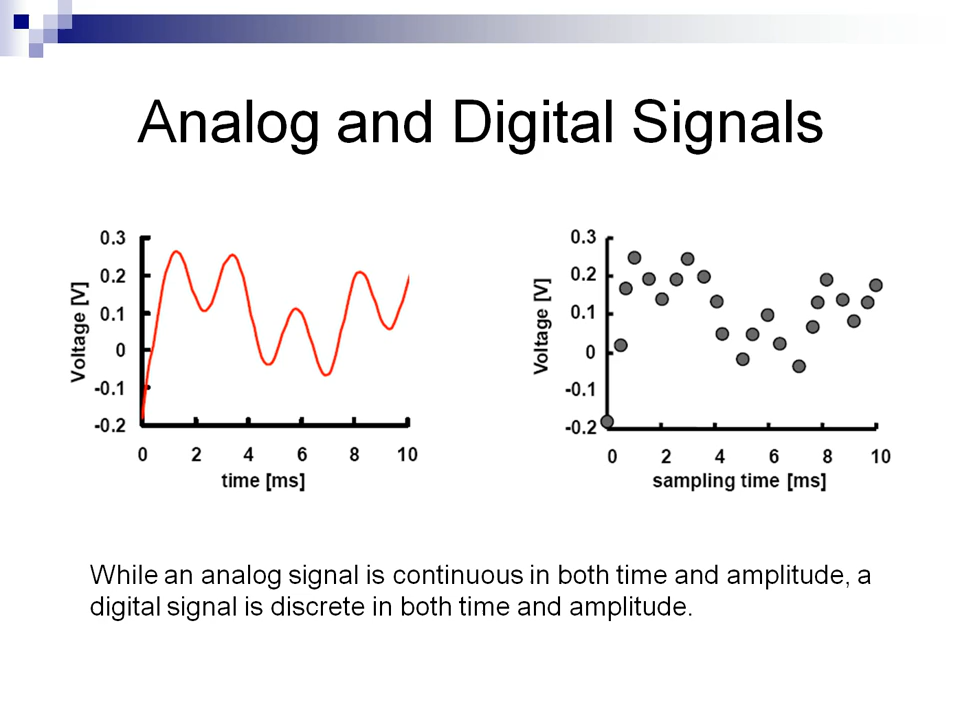 Analog and Digital Signals
0.3
0.2
0.1
0
-0.1
-0.2
Voltage [V]
0 2 4 6 8 10
time [ms]
0.3
0.2
0.1
0
-0.1
-0.2
Voltage [V]
0 2 4 6 8 10
sampling time [ms]
While an analog signal is continuous in both time and amplitude, a
digital signal is discrete in both time and amplitude.